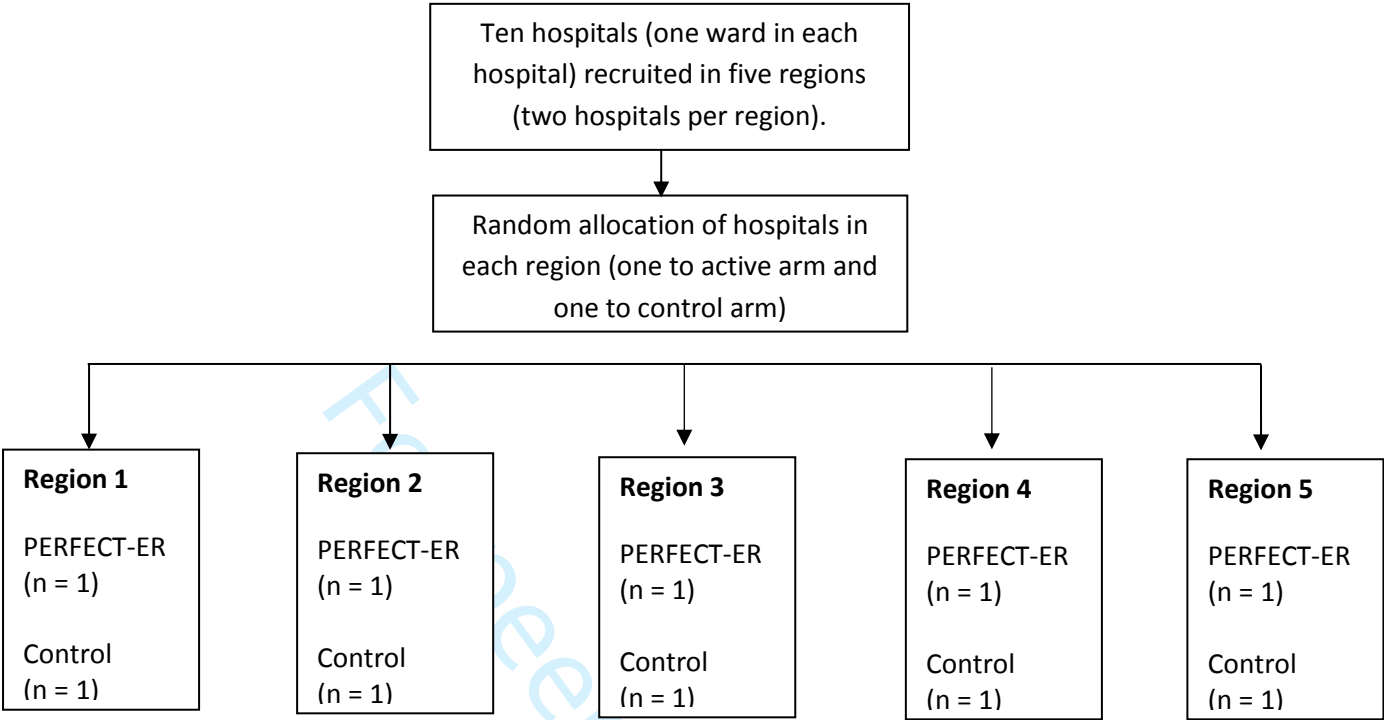 Ten hospitals (one ward in each
hospital) recruited in five regions
(two hospitals per region).
Random allocation of hospitals in
each region (one to active arm and
one to control arm)
Region 1
PERFECT-ER
(n = 1)
Control
(n = 1)
Region 2
PERFECT-ER
(n = 1)
Control
(n = 1)
Region 3
PERFECT-ER
(n = 1)
Control
(n = 1)
Region 4
PERFECT-ER
(n = 1)
Control
(n = 1)
Region 5
PERFECT-ER
(n = 1)
Control
(n = 1)